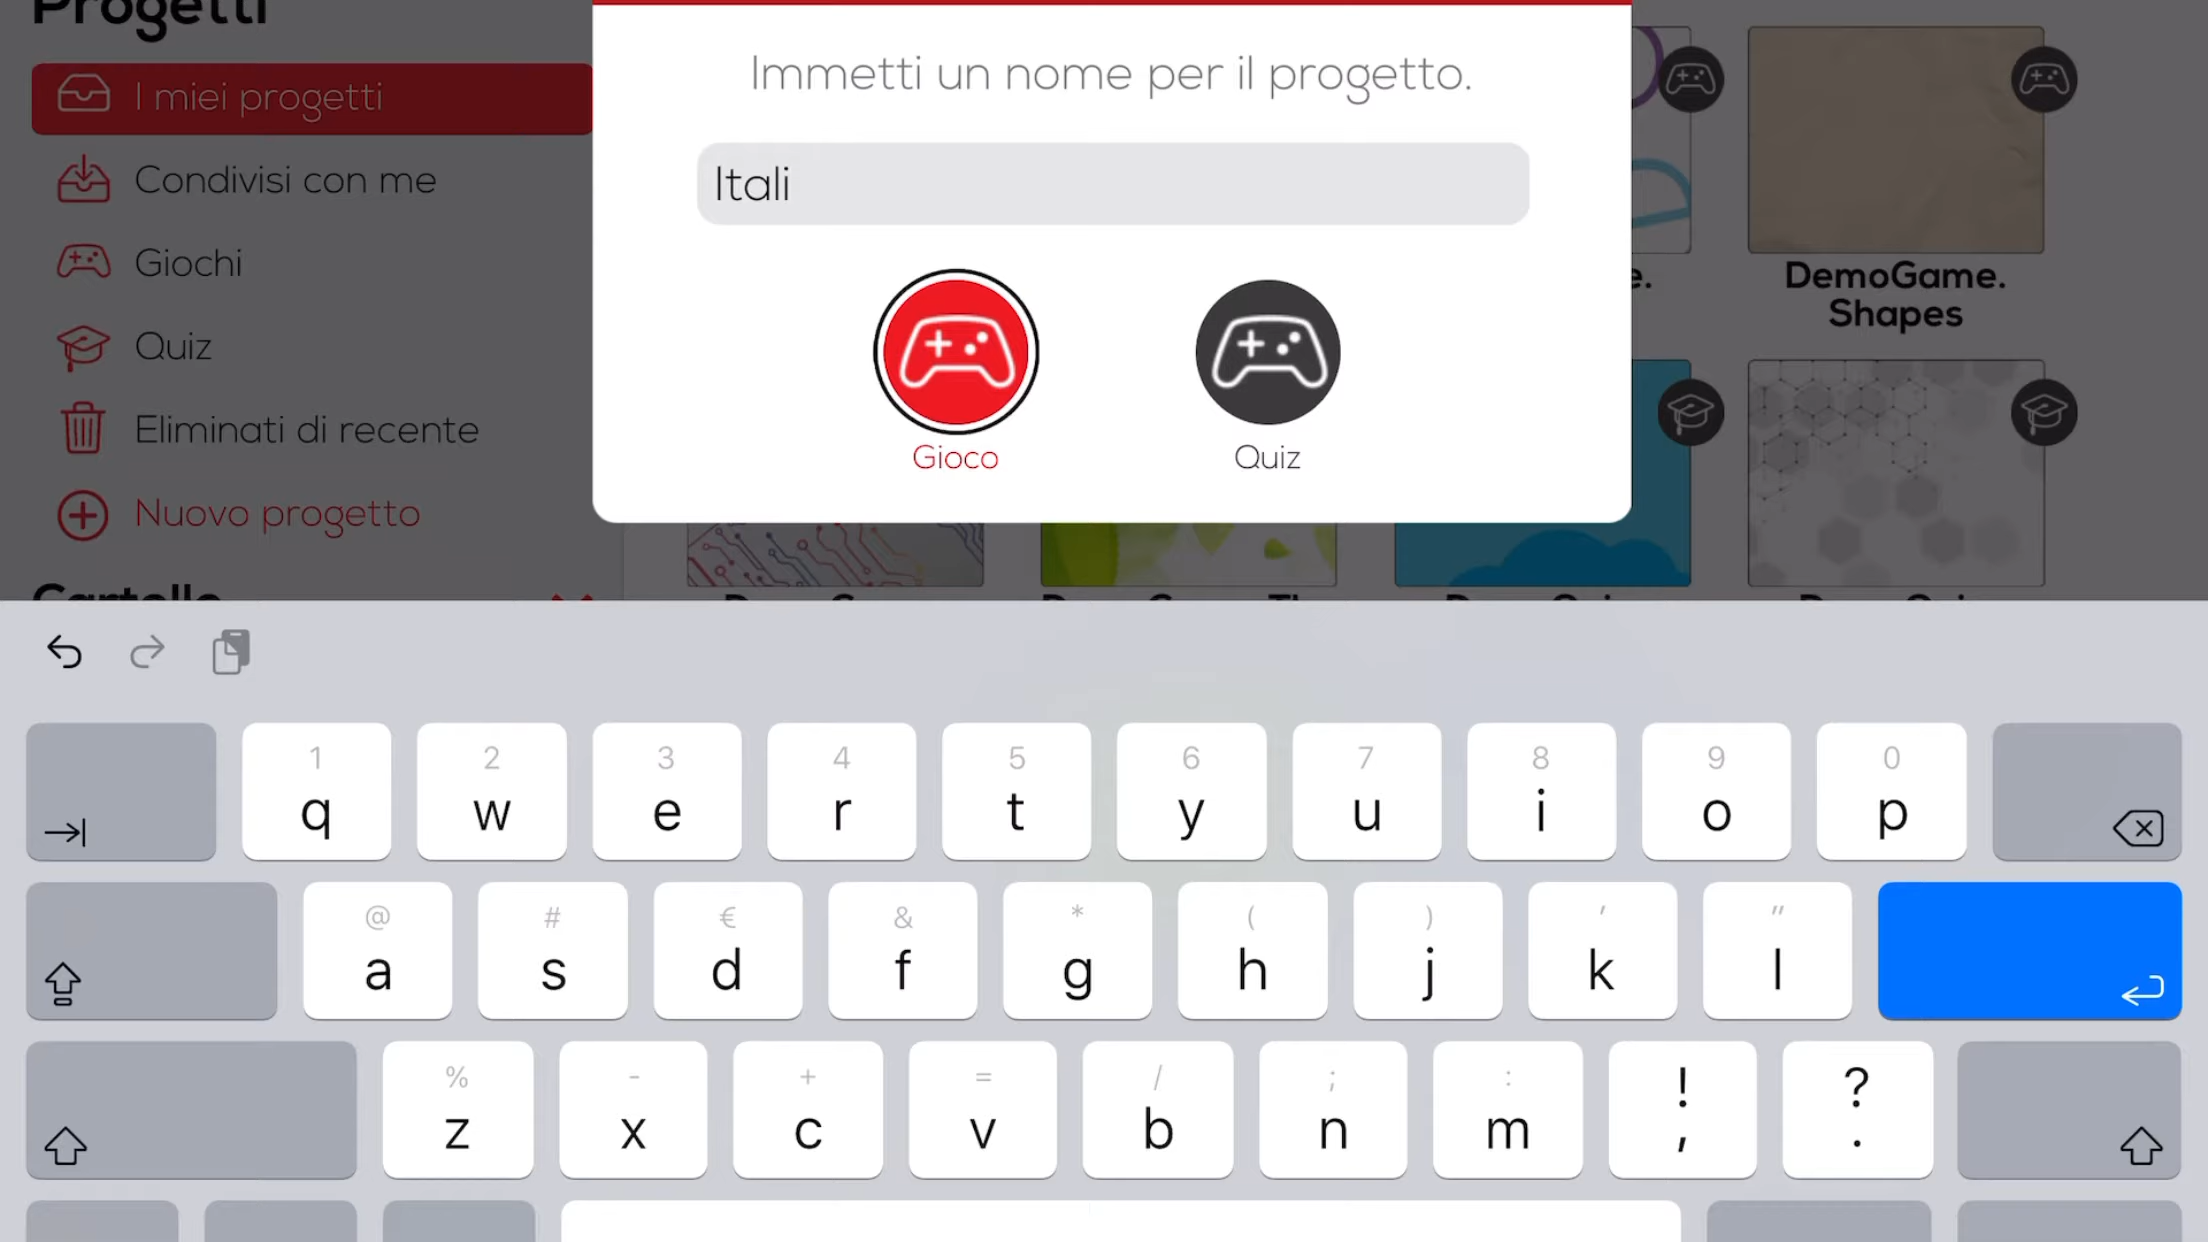 Progetti
I miei progetti
Condivisi con me
Giochi
Quiz
Eliminati di recente
Nuovo progetto
Cartelle
Immetti un nome per il progetto.
Itali
Gioco
Quiz
e.
DemoGame.
Shapes
1 2 3 4 5 6 7 8 9 0
q w e r t y u i o p
@ # € & * ( ) ' "
a s d f g h j k l
% - + = / ; : ! ?
z x c v b n m , .